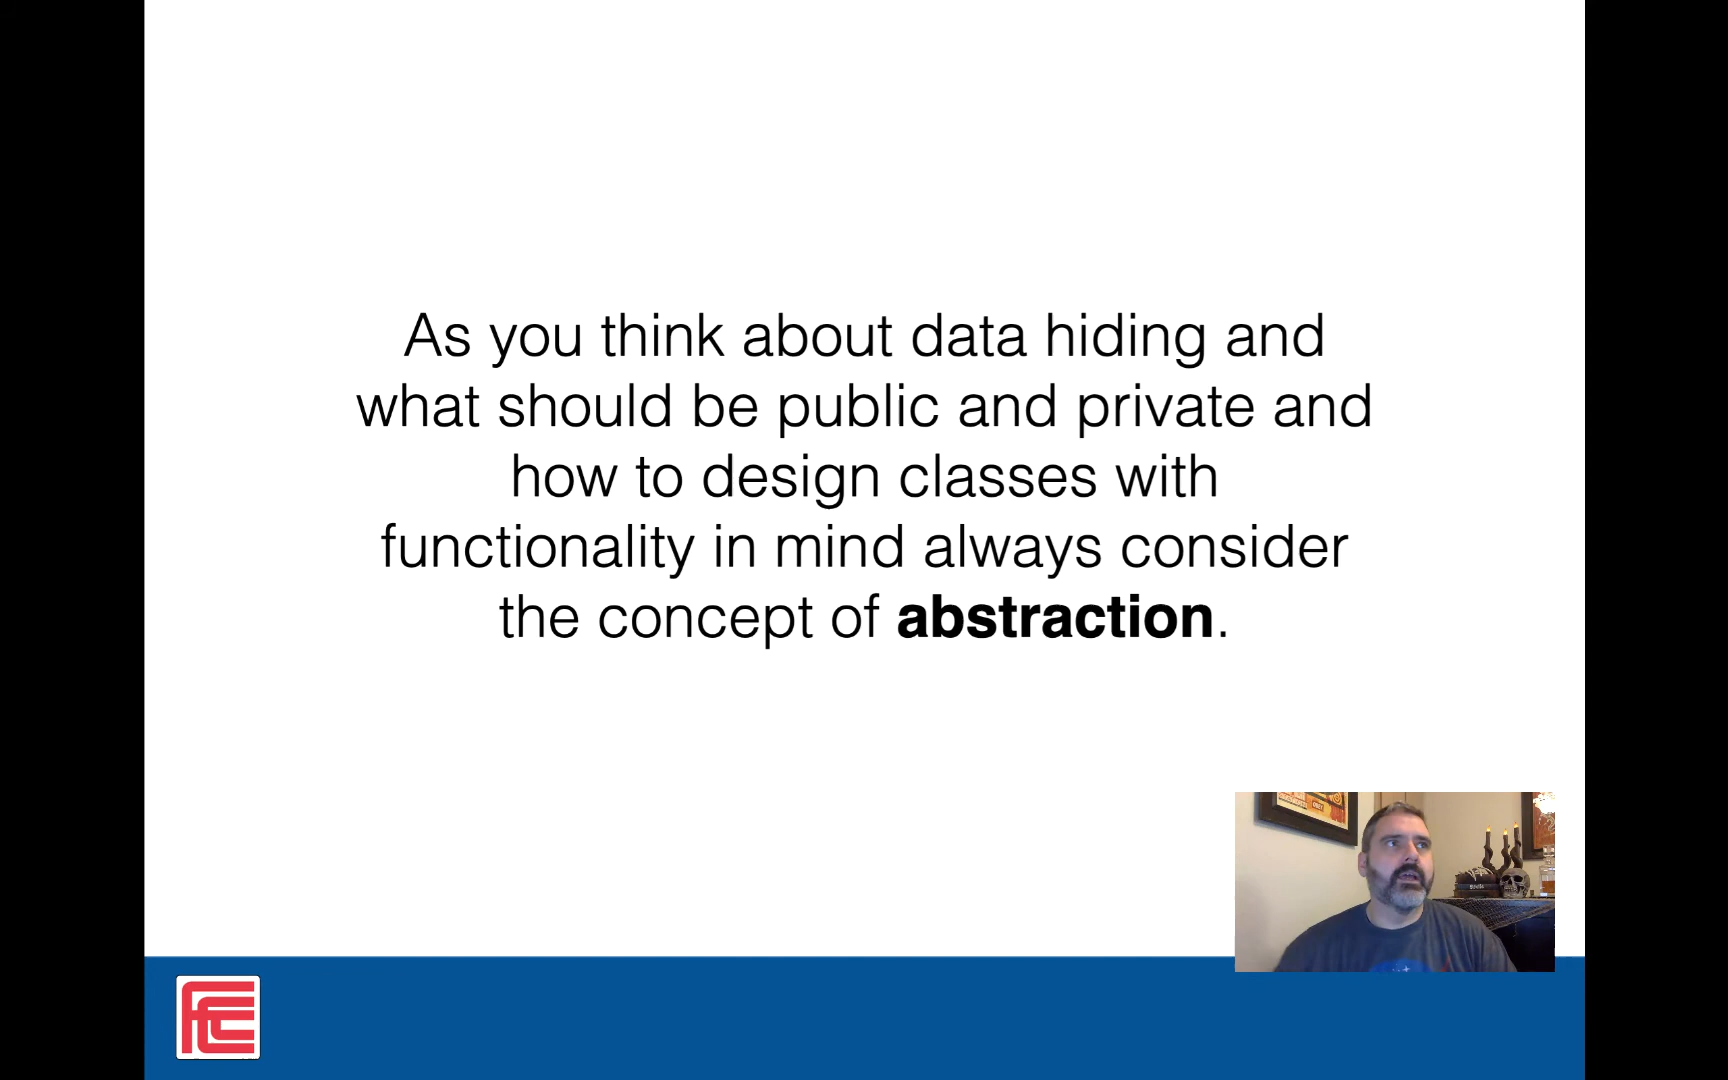 As you think about data hiding and
what should be public and private and
how to design classes with
functionality in mind always consider
the concept of abstraction.
FCC